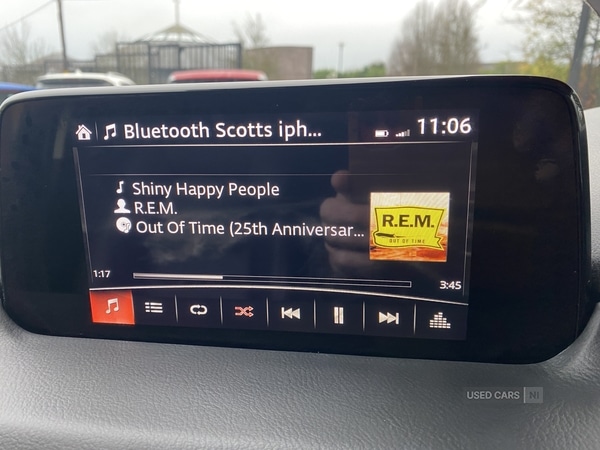 Bluetooth Scotts iph...
11:06
Shiny Happy People
R.E.M.
Out Of Time (25th Anniversar...
R.E.M.
OUT OF TIME
1:17
3:45
USED CARS NI